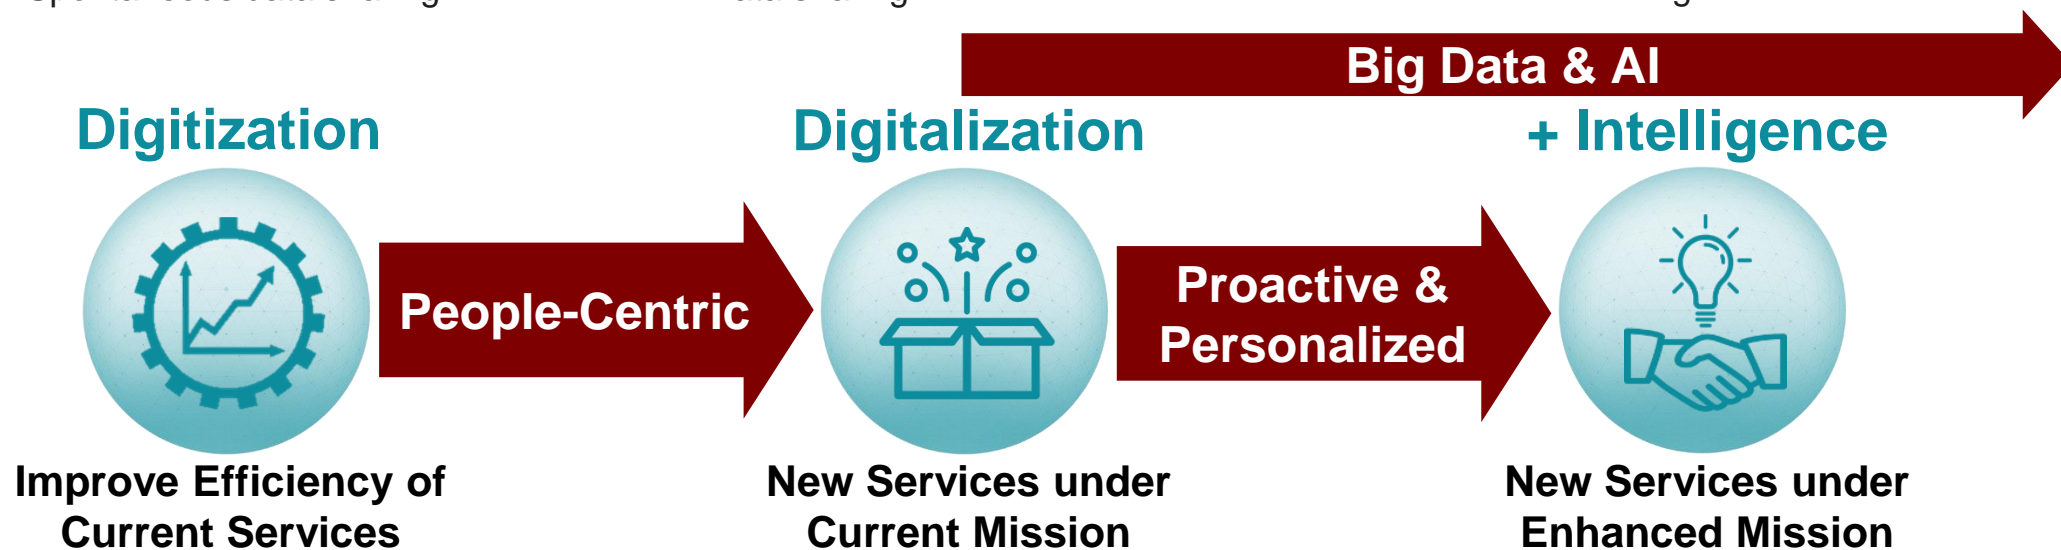 Big Data & AI
Digitization
Digitalization
+ Intelligence
People-Centric
Proactive &
Personalized
Improve Efficiency of
Current Services
New Services under
Current Mission
New Services under
Enhanced Mission